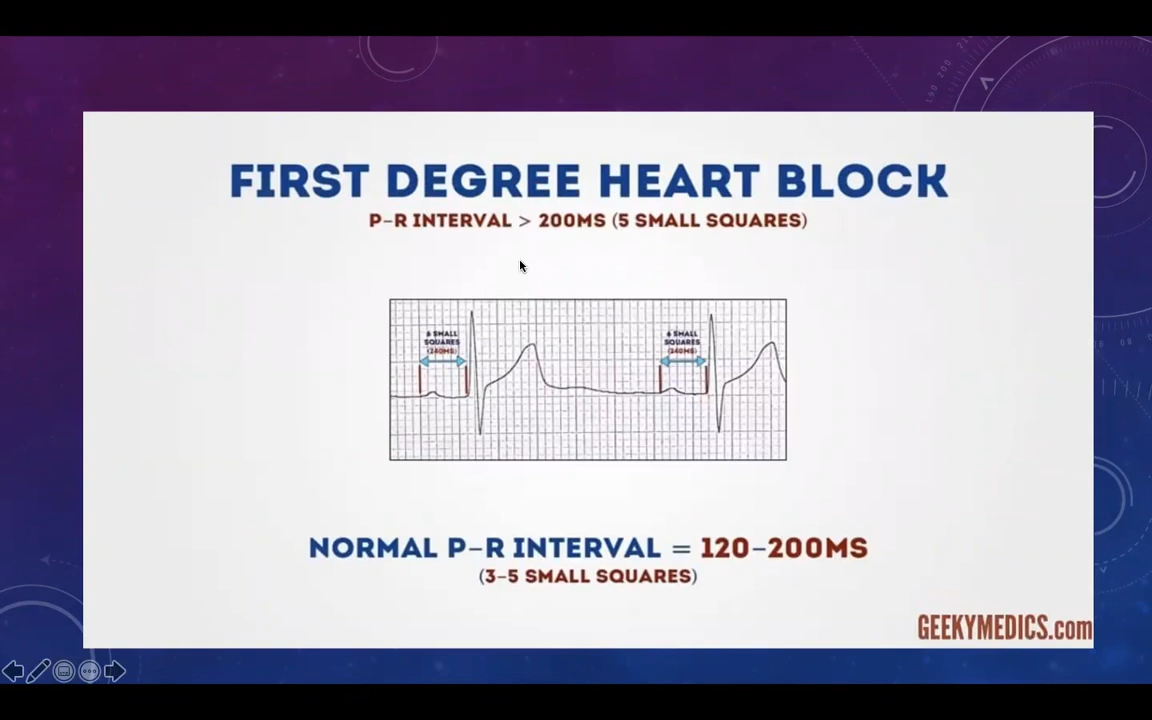 FIRST DEGREE HEART BLOCK
P-R INTERVAL > 200MS (5 SMALL SQUARES)
6 SMALL
SQUARES
(240MS)
6 SMALL
SQUARES
(240MS)
NORMAL P-R INTERVAL = 120-200MS
(3-5 SMALL SQUARES)
GEEKYMEDICS.com